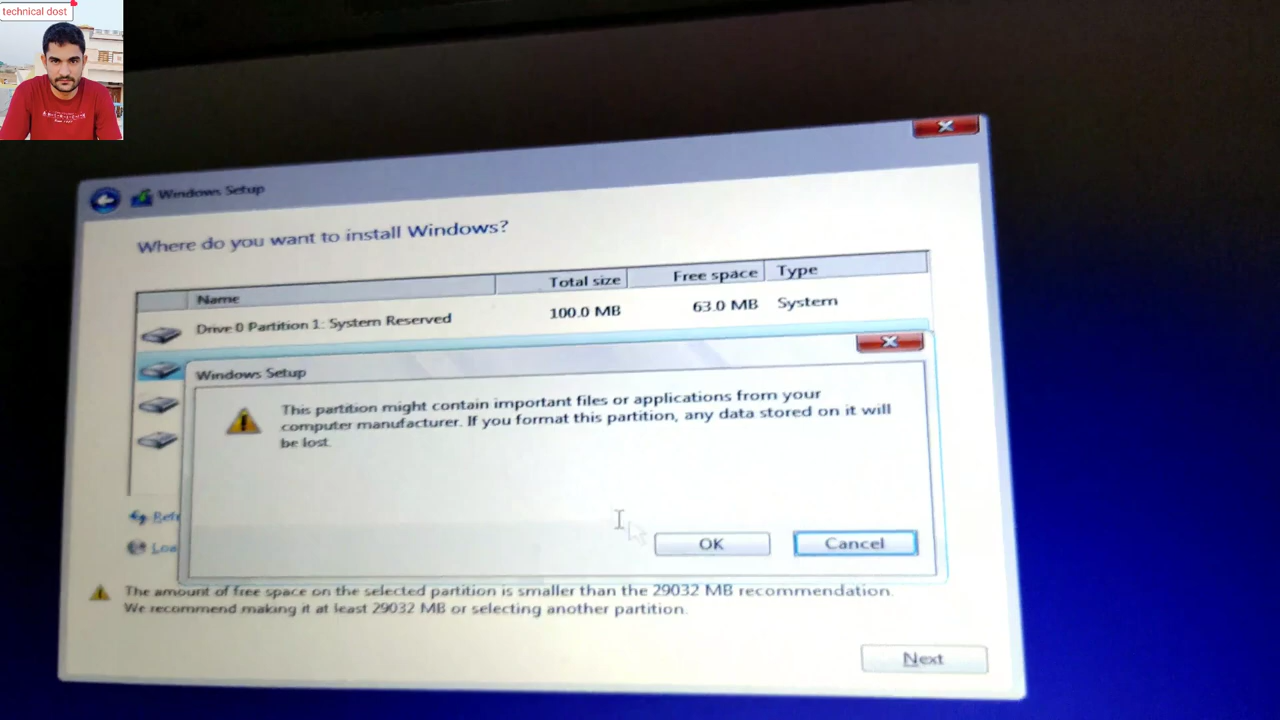 technical dost
Windows Setup
Where do you want to install Windows?
Name Total size Free space Type
Drive 0 Partition 1: System Reserved 100.0 MB 63.0 MB System
Windows Setup
This partition might contain important files or applications from your
computer manufacturer. If you format this partition, any data stored on it will
be lost.
OK Cancel
The amount of free space on the selected partition is smaller than the 29032 MB recommendation.
We recommend making it at least 29032 MB or selecting another partition.
Next